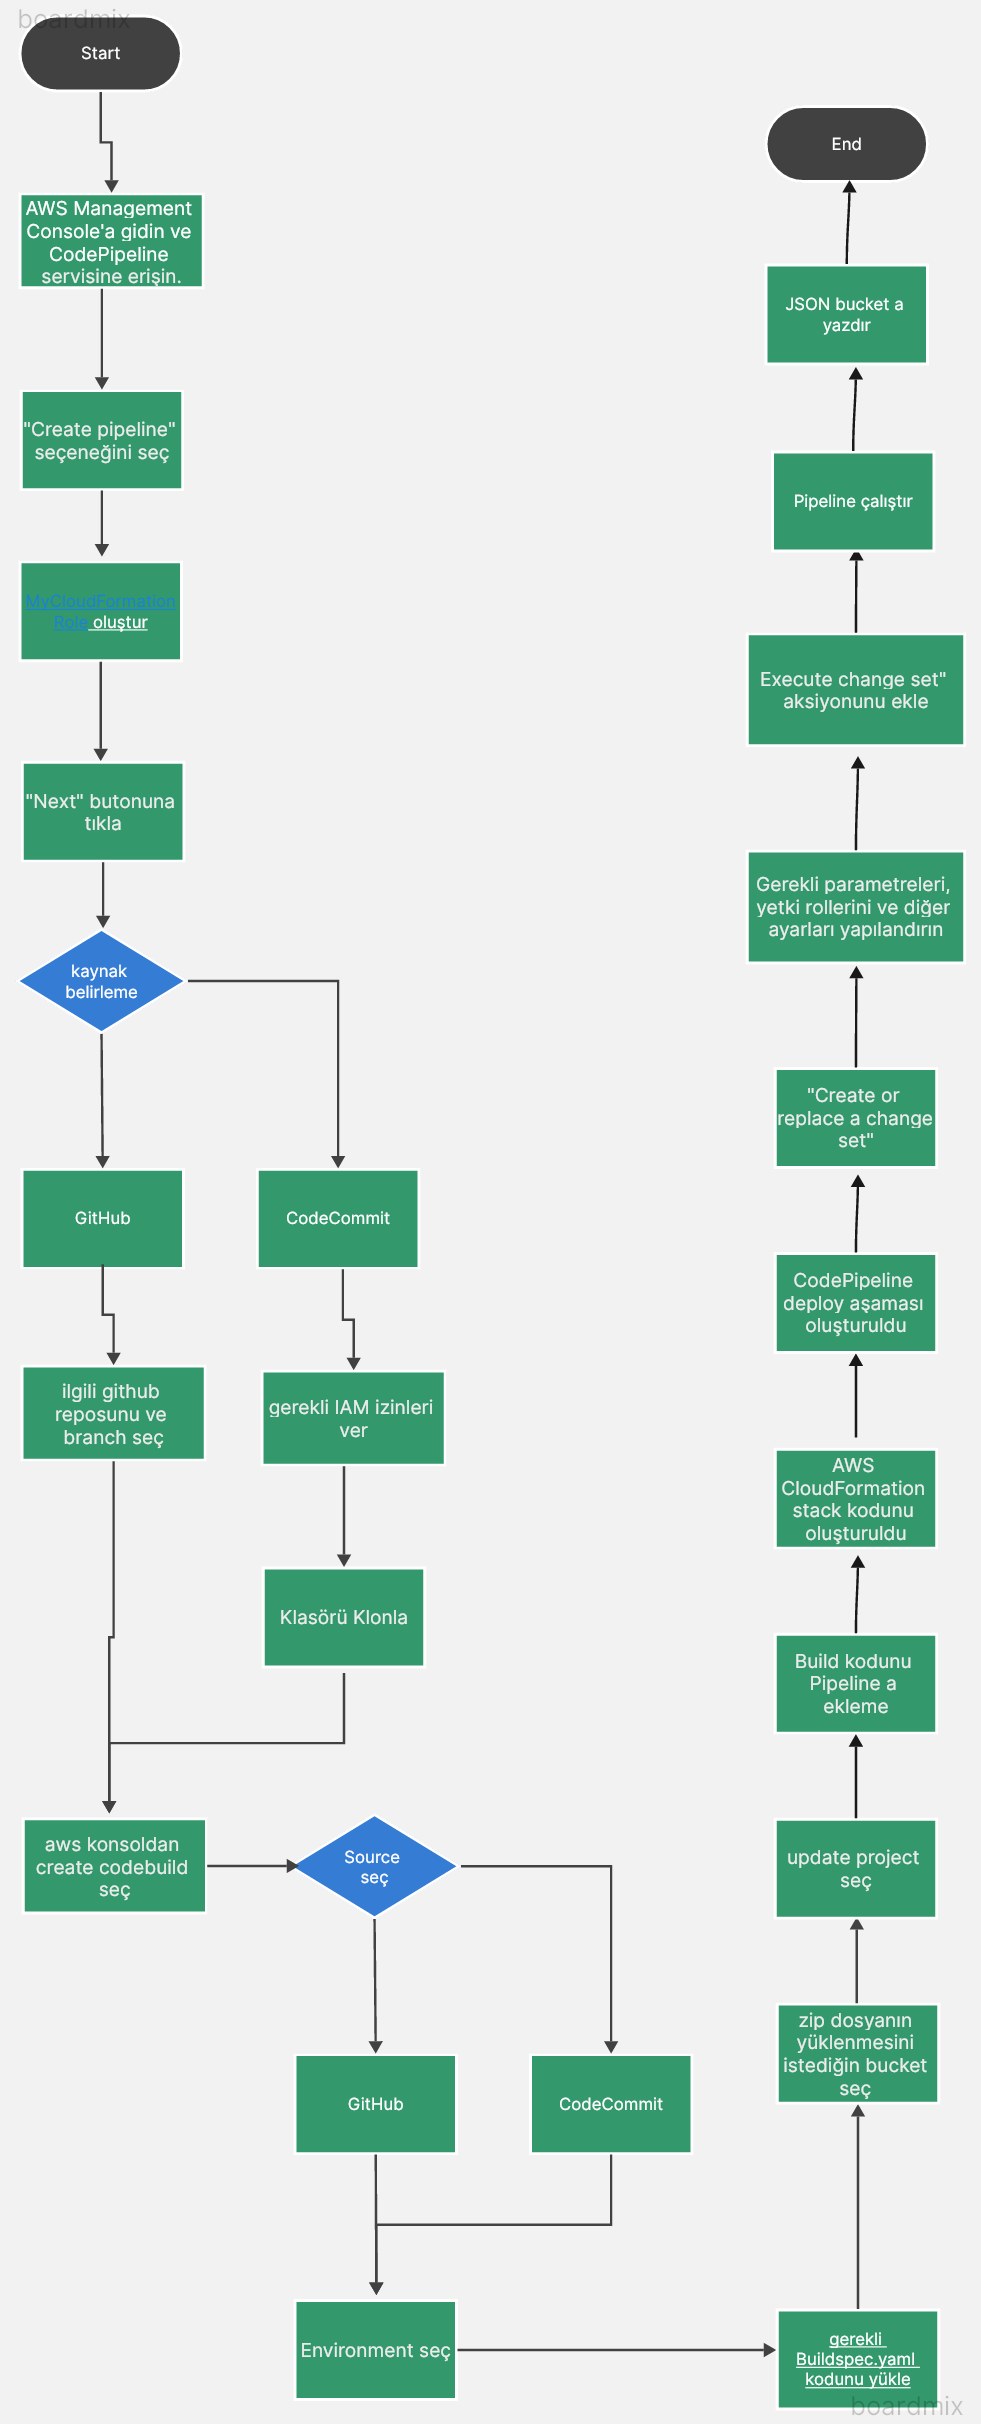 boardmix
Start
AWS Management
Console'a gidin ve
CodePipeline
servisine erişin.
"Create pipeline"
seçeneğini seç
MyCloudFormation
Role oluştur
"Next" butonuna
tıkla
kaynak
belirleme
GitHub
CodeCommit
ilgili github
reposunu ve
branch seç
gerekli IAM izinleri
ver
Klasörü Klonla
aws konsoldan
create codebuild
seç
Source
seç
GitHub
CodeCommit
Environment seç
gerekli
Buildspec.yaml
kodunu yükle
zip dosyanın
yüklenmesini
istediğin bucket
seç
update project
seç
Build kodunu
Pipeline a
ekleme
AWS
CloudFormation
stack kodunu
oluşturuldu
CodePipeline
deploy aşaması
oluşturuldu
"Create or
replace a change
set"
Gerekli parametreleri,
yetki rollerini ve diğer
ayarları yapılandırın
Execute change set"
aksiyonunu ekle
Pipeline çalıştır
JSON bucket a
yazdır
End
boardmix